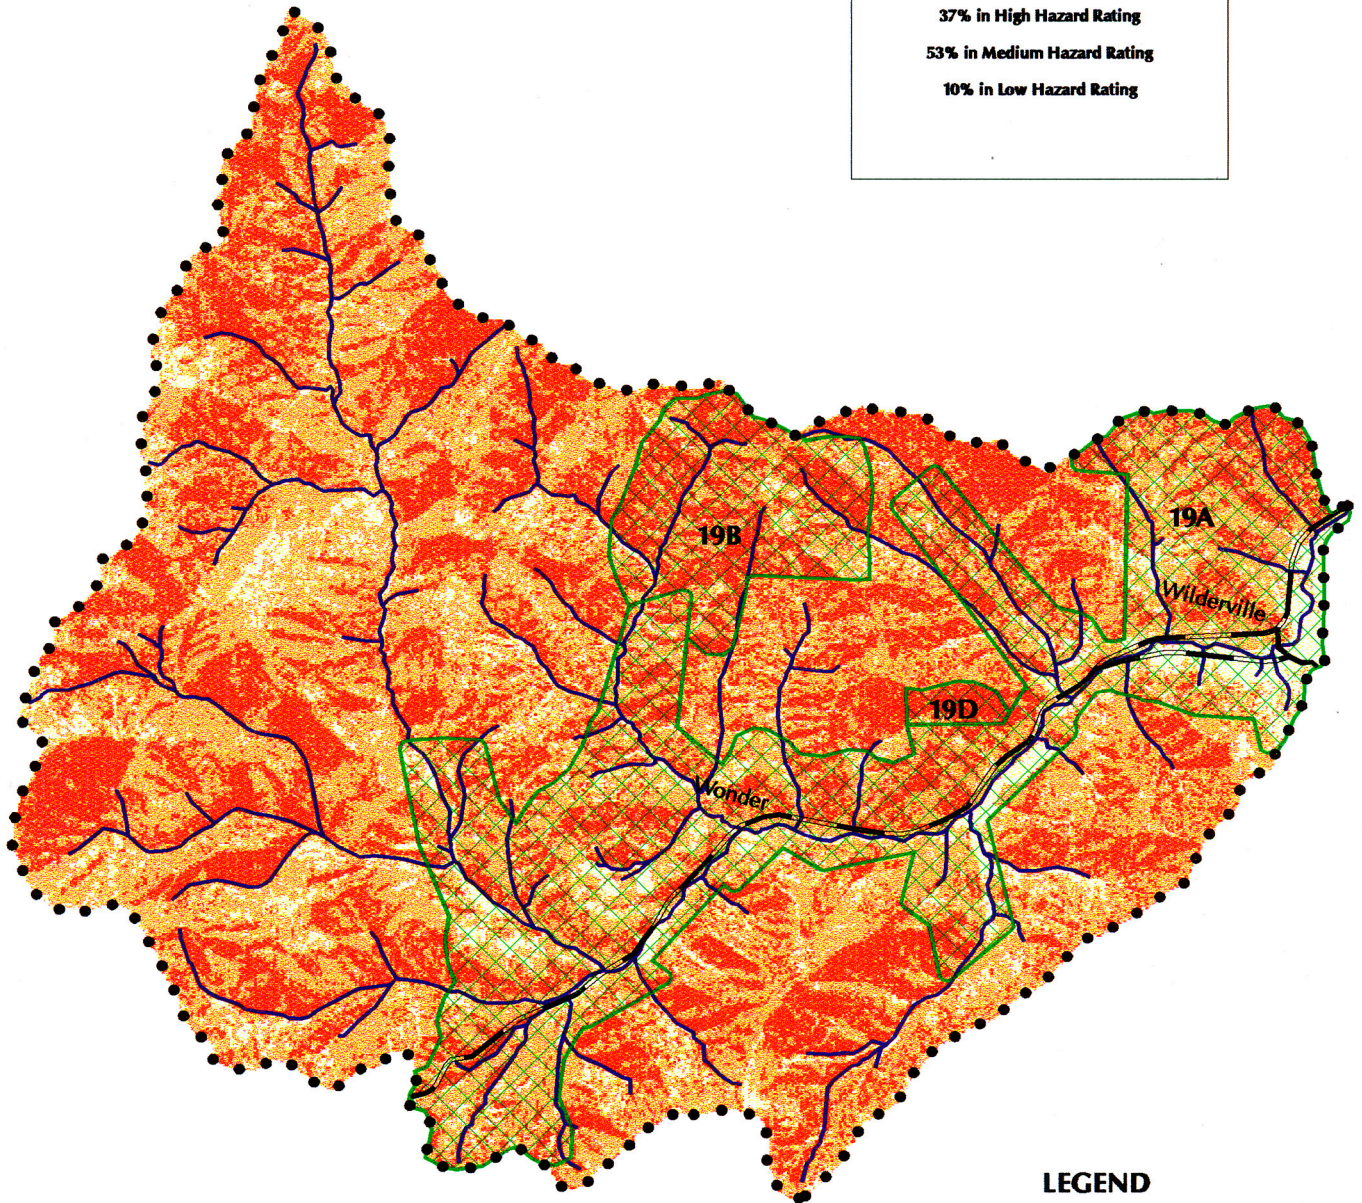 37% in High Hazard Rating
53% in Medium Hazard Rating
10% in Low Hazard Rating
19A
19B
Wilderville
19D
Wonder
LEGEND